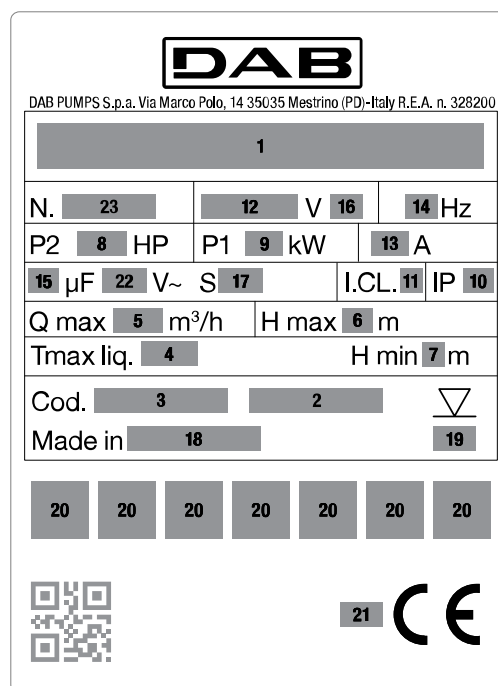 DAB
DAB PUMPS S.p.a. Via Marco Polo, 14 35035 Mestrino (PD)-Italy R.E.A. n. 328200
1
N. 23 12 V 16 14 Hz
P2 8 HP P1 9 kW 13 A
15 µF 22 V~ S 17 I.CL. 11 IP 10
Q max 5 m³/h H max 6 m
Tmax liq. 4 H min 7 m
Cod. 3 2
Made in 18 19
20 20 20 20 20 20 20
21 CE